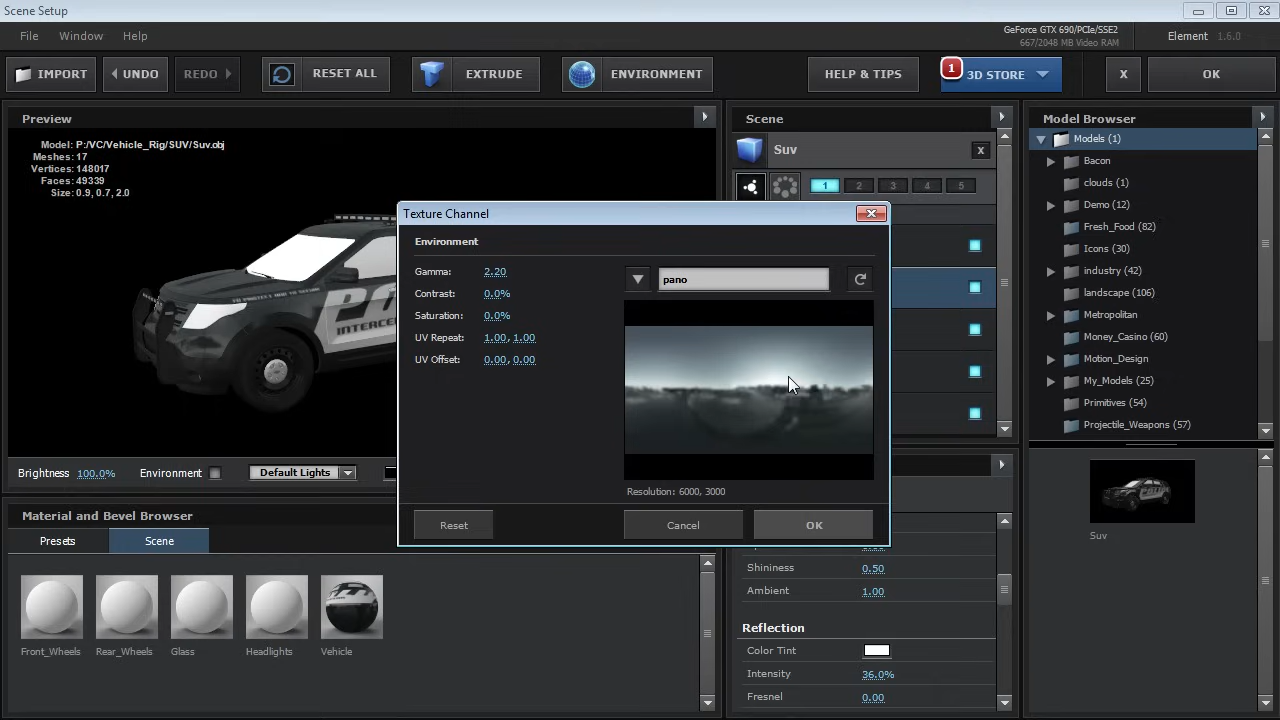 Scene Setup
File Window Help
GeForce GTX 690/PCIe/SSE2
667/2048 MB Video RAM
Element 1.6.0
IMPORT
UNDO
REDO
RESET ALL
EXTRUDE
ENVIRONMENT
HELP & TIPS
1
3D STORE
X
OK
Preview
Model: P:/VC/Vehicle_Rig/SUV/Suv.obj
Meshes: 17
Vertices: 148017
Faces: 49339
Size: 0.9, 0.7, 2.0
INTERCE
Brightness 100.0% Environment Default Lights
Scene
Suv
x
1 2 3 4 5
Texture Channel
Environment
Gamma: 2.20
Contrast: 0.0%
Saturation: 0.0%
UV Repeat: 1.00, 1.00
UV Offset: 0.00, 0.00
pano
Resolution: 6000, 3000
Reset
Cancel
OK
Model Browser
Models (1)
Bacon
clouds (1)
Demo (12)
Fresh_Food (82)
Icons (30)
industry (42)
landscape (106)
Metropolitan
Money_Casino (60)
Motion_Design
My_Models (25)
Primitives (54)
Projectile_Weapons (57)
Suv
Material and Bevel Browser
Presets
Scene
Front_Wheels
Rear_Wheels
Glass
Headlights
Vehicle
Shininess 0.50
Ambient 1.00
Reflection
Color Tint
Intensity 36.0%
Fresnel 0.00